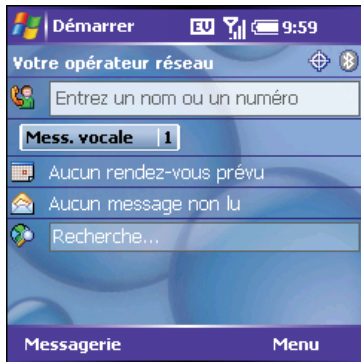 Démarrer EV 9:59
Votre opérateur réseau
Entrez un nom ou un numéro
Mess. vocale 1
Aucun rendez-vous prévu
Aucun message non lu
Recherche...
Messagerie Menu